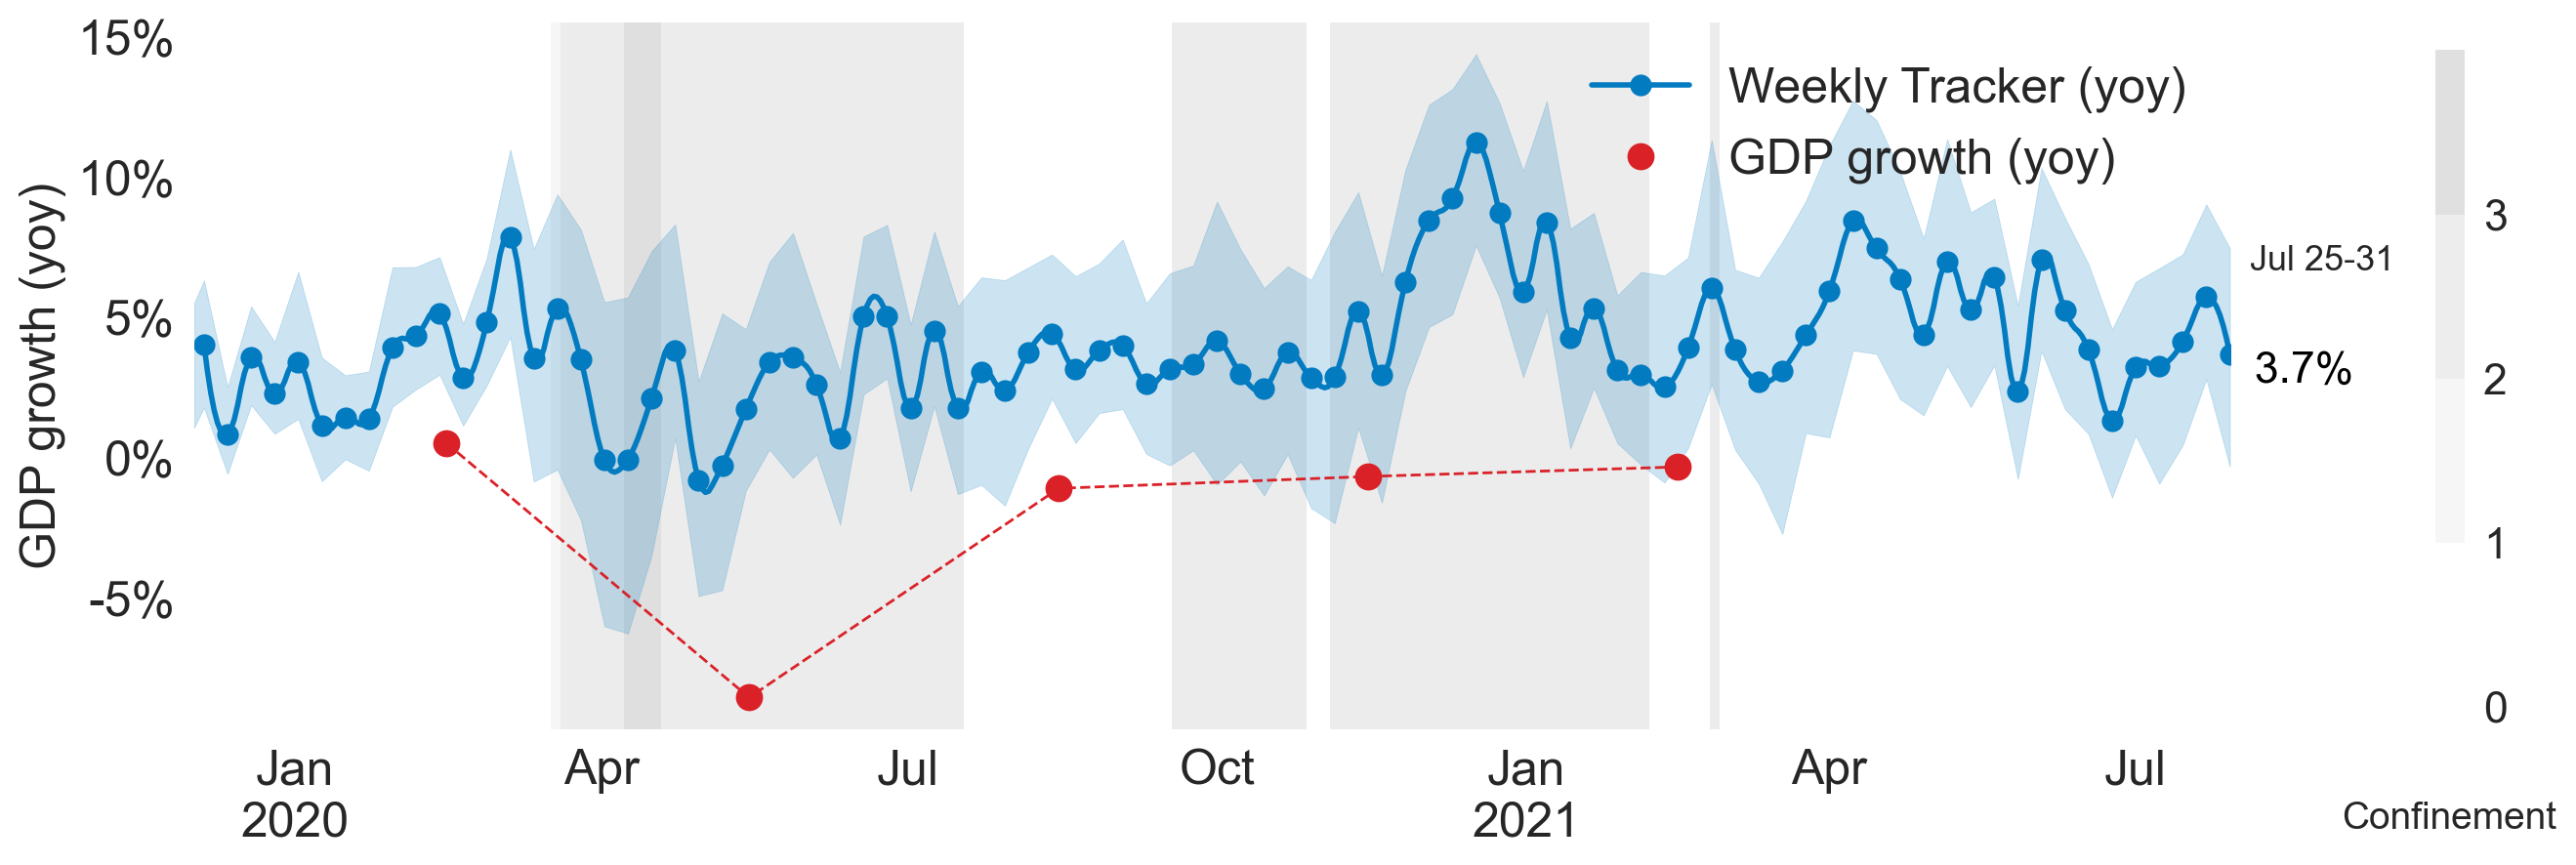 GDP growth (yoy)
15%
10%
5%
0%
-5%
Weekly Tracker (yoy)
GDP growth (yoy)
Jul 25-31
3.7%
3
2
1
0
Jan Apr Jul Oct Jan Apr Jul
2020 2021
Confinement